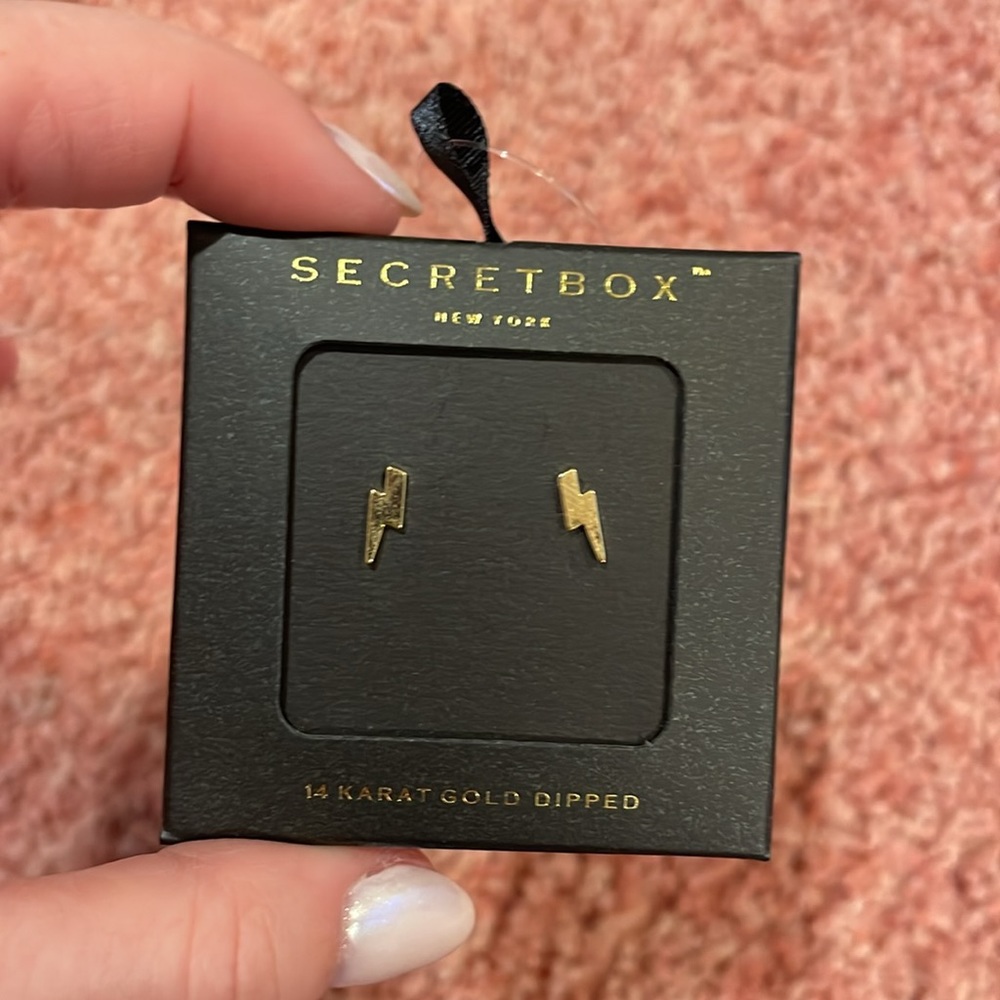 SECRETBOX™
NEW YORK
14 KARAT GOLD DIPPED